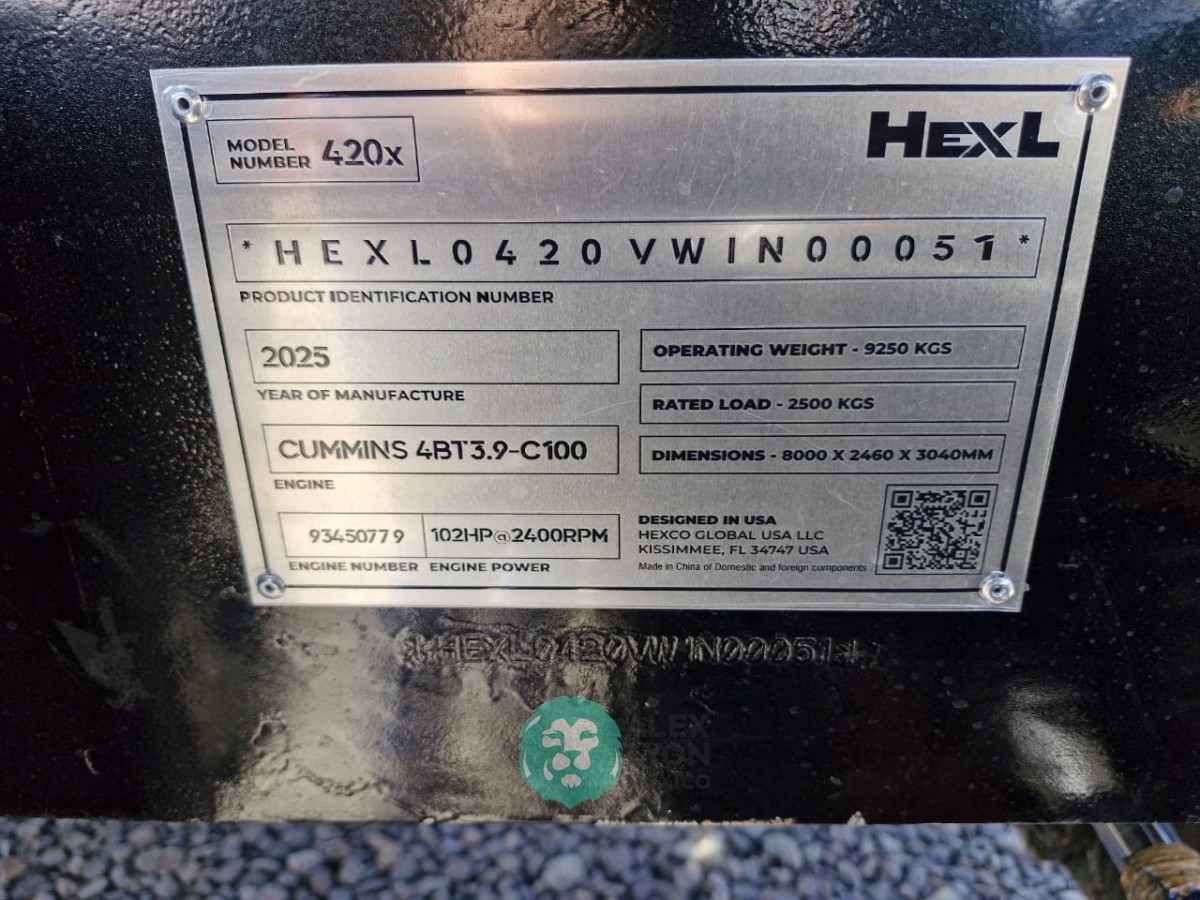 MODEL NUMBER 420x
HEXL
*HEXL0420VWIN00051*
PRODUCT IDENTIFICATION NUMBER
2025
YEAR OF MANUFACTURE
OPERATING WEIGHT - 9250 KGS
RATED LOAD - 2500 KGS
CUMMINS 4BT3.9-C100
ENGINE
DIMENSIONS - 8000 X 2460 X 3040MM
93450779
102HP@2400RPM
ENGINE NUMBER
ENGINE POWER
DESIGNED IN USA
HEXCO GLOBAL USA LLC
KISSIMMEE, FL 34747 USA
Made in China of Domestic and foreign components
*HEXL0420VW1N00051*